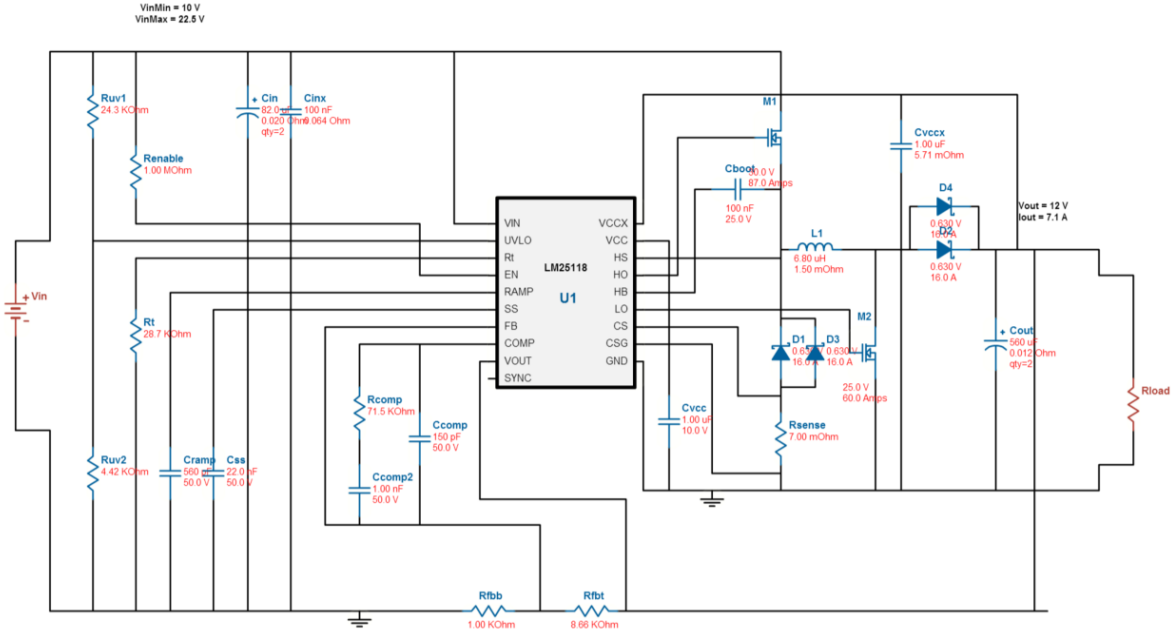 VinMin = 10 V
VinMax = 22.5 V
Ruv1
24.3 KOhm
Cin
82.0 uF
0.020 Ohm
qty=2
Cinx
100 nF
0.064 Ohm
Renable
1.00 MOhm
M1
30.0 V
87.0 Amps
Cboot
100 nF
25.0 V
Cvccx
1.00 uF
5.71 mOhm
D4
0.630 V
16.0 A
D2
0.630 V
16.0 A
Vout = 12 V
Iout = 7.1 A
L1
6.80 uH
1.50 mOhm
VIN
UVLO
Rt
EN
RAMP
SS
FB
COMP
VOUT
SYNC
LM25118
U1
VCCX
VCC
HS
HO
HB
LO
CS
CSG
GND
Vin
Rt
28.7 KOhm
M2
25.0 V
60.0 Amps
D1
0.630 V
16.0 A
D3
0.630 V
16.0 A
Cout
560 uF
0.012 Ohm
qty=2
Rload
Rcomp
71.5 KOhm
Ccomp
150 pF
50.0 V
Ccomp2
1.00 nF
50.0 V
Cvcc
1.00 uF
10.0 V
Rsense
7.00 mOhm
Ruv2
4.42 KOhm
Cramp
560 pF
50.0 V
Css
22.0 nF
50.0 V
Rfbb
1.00 KOhm
Rfbt
8.66 KOhm